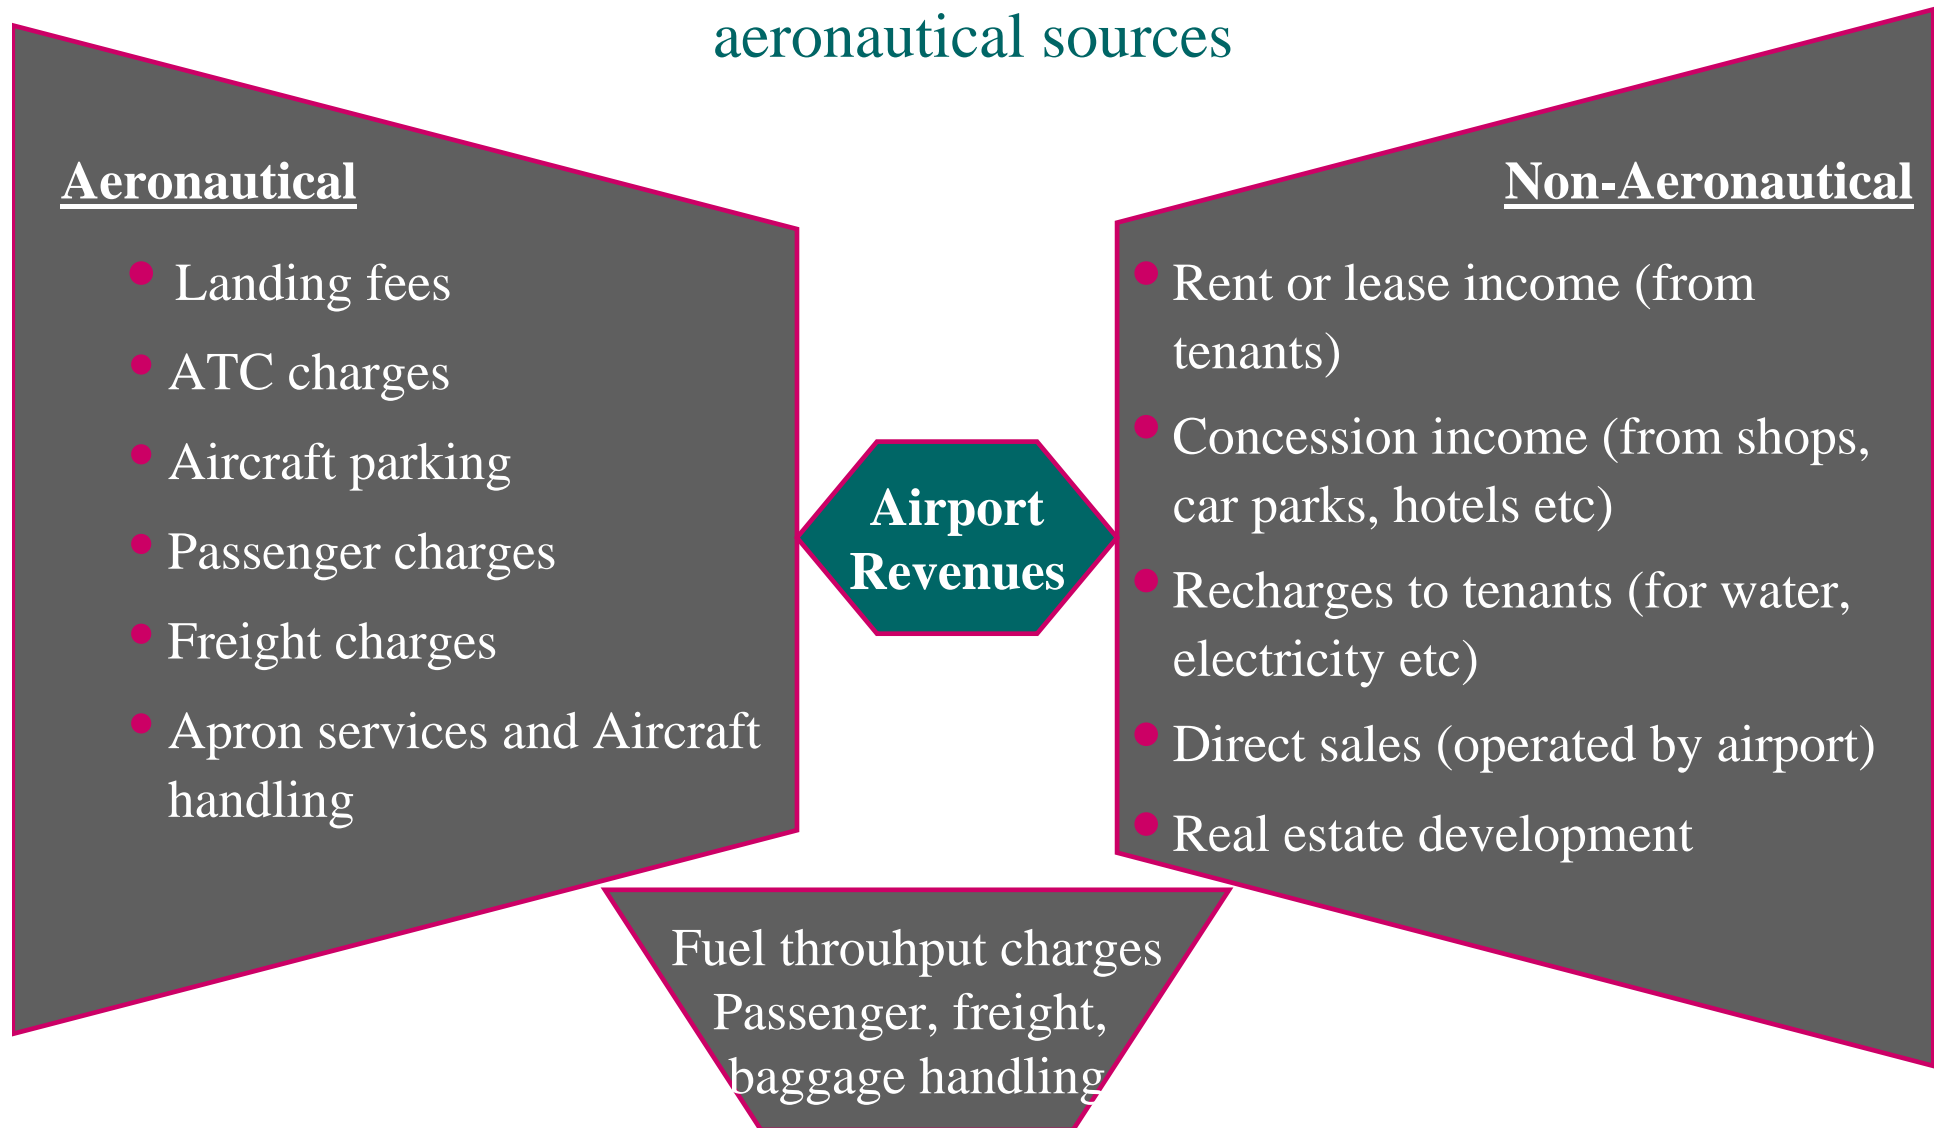 aeronautical sources
Aeronautical
• Landing fees
• ATC charges
• Aircraft parking
• Passenger charges
• Freight charges
• Apron services and Aircraft
handling
Airport
Revenues
Non-Aeronautical
• Rent or lease income (from
tenants)
• Concession income (from shops,
car parks, hotels etc)
• Recharges to tenants (for water,
electricity etc)
• Direct sales (operated by airport)
• Real estate development
Fuel throuhput charges
Passenger, freight,
baggage handling